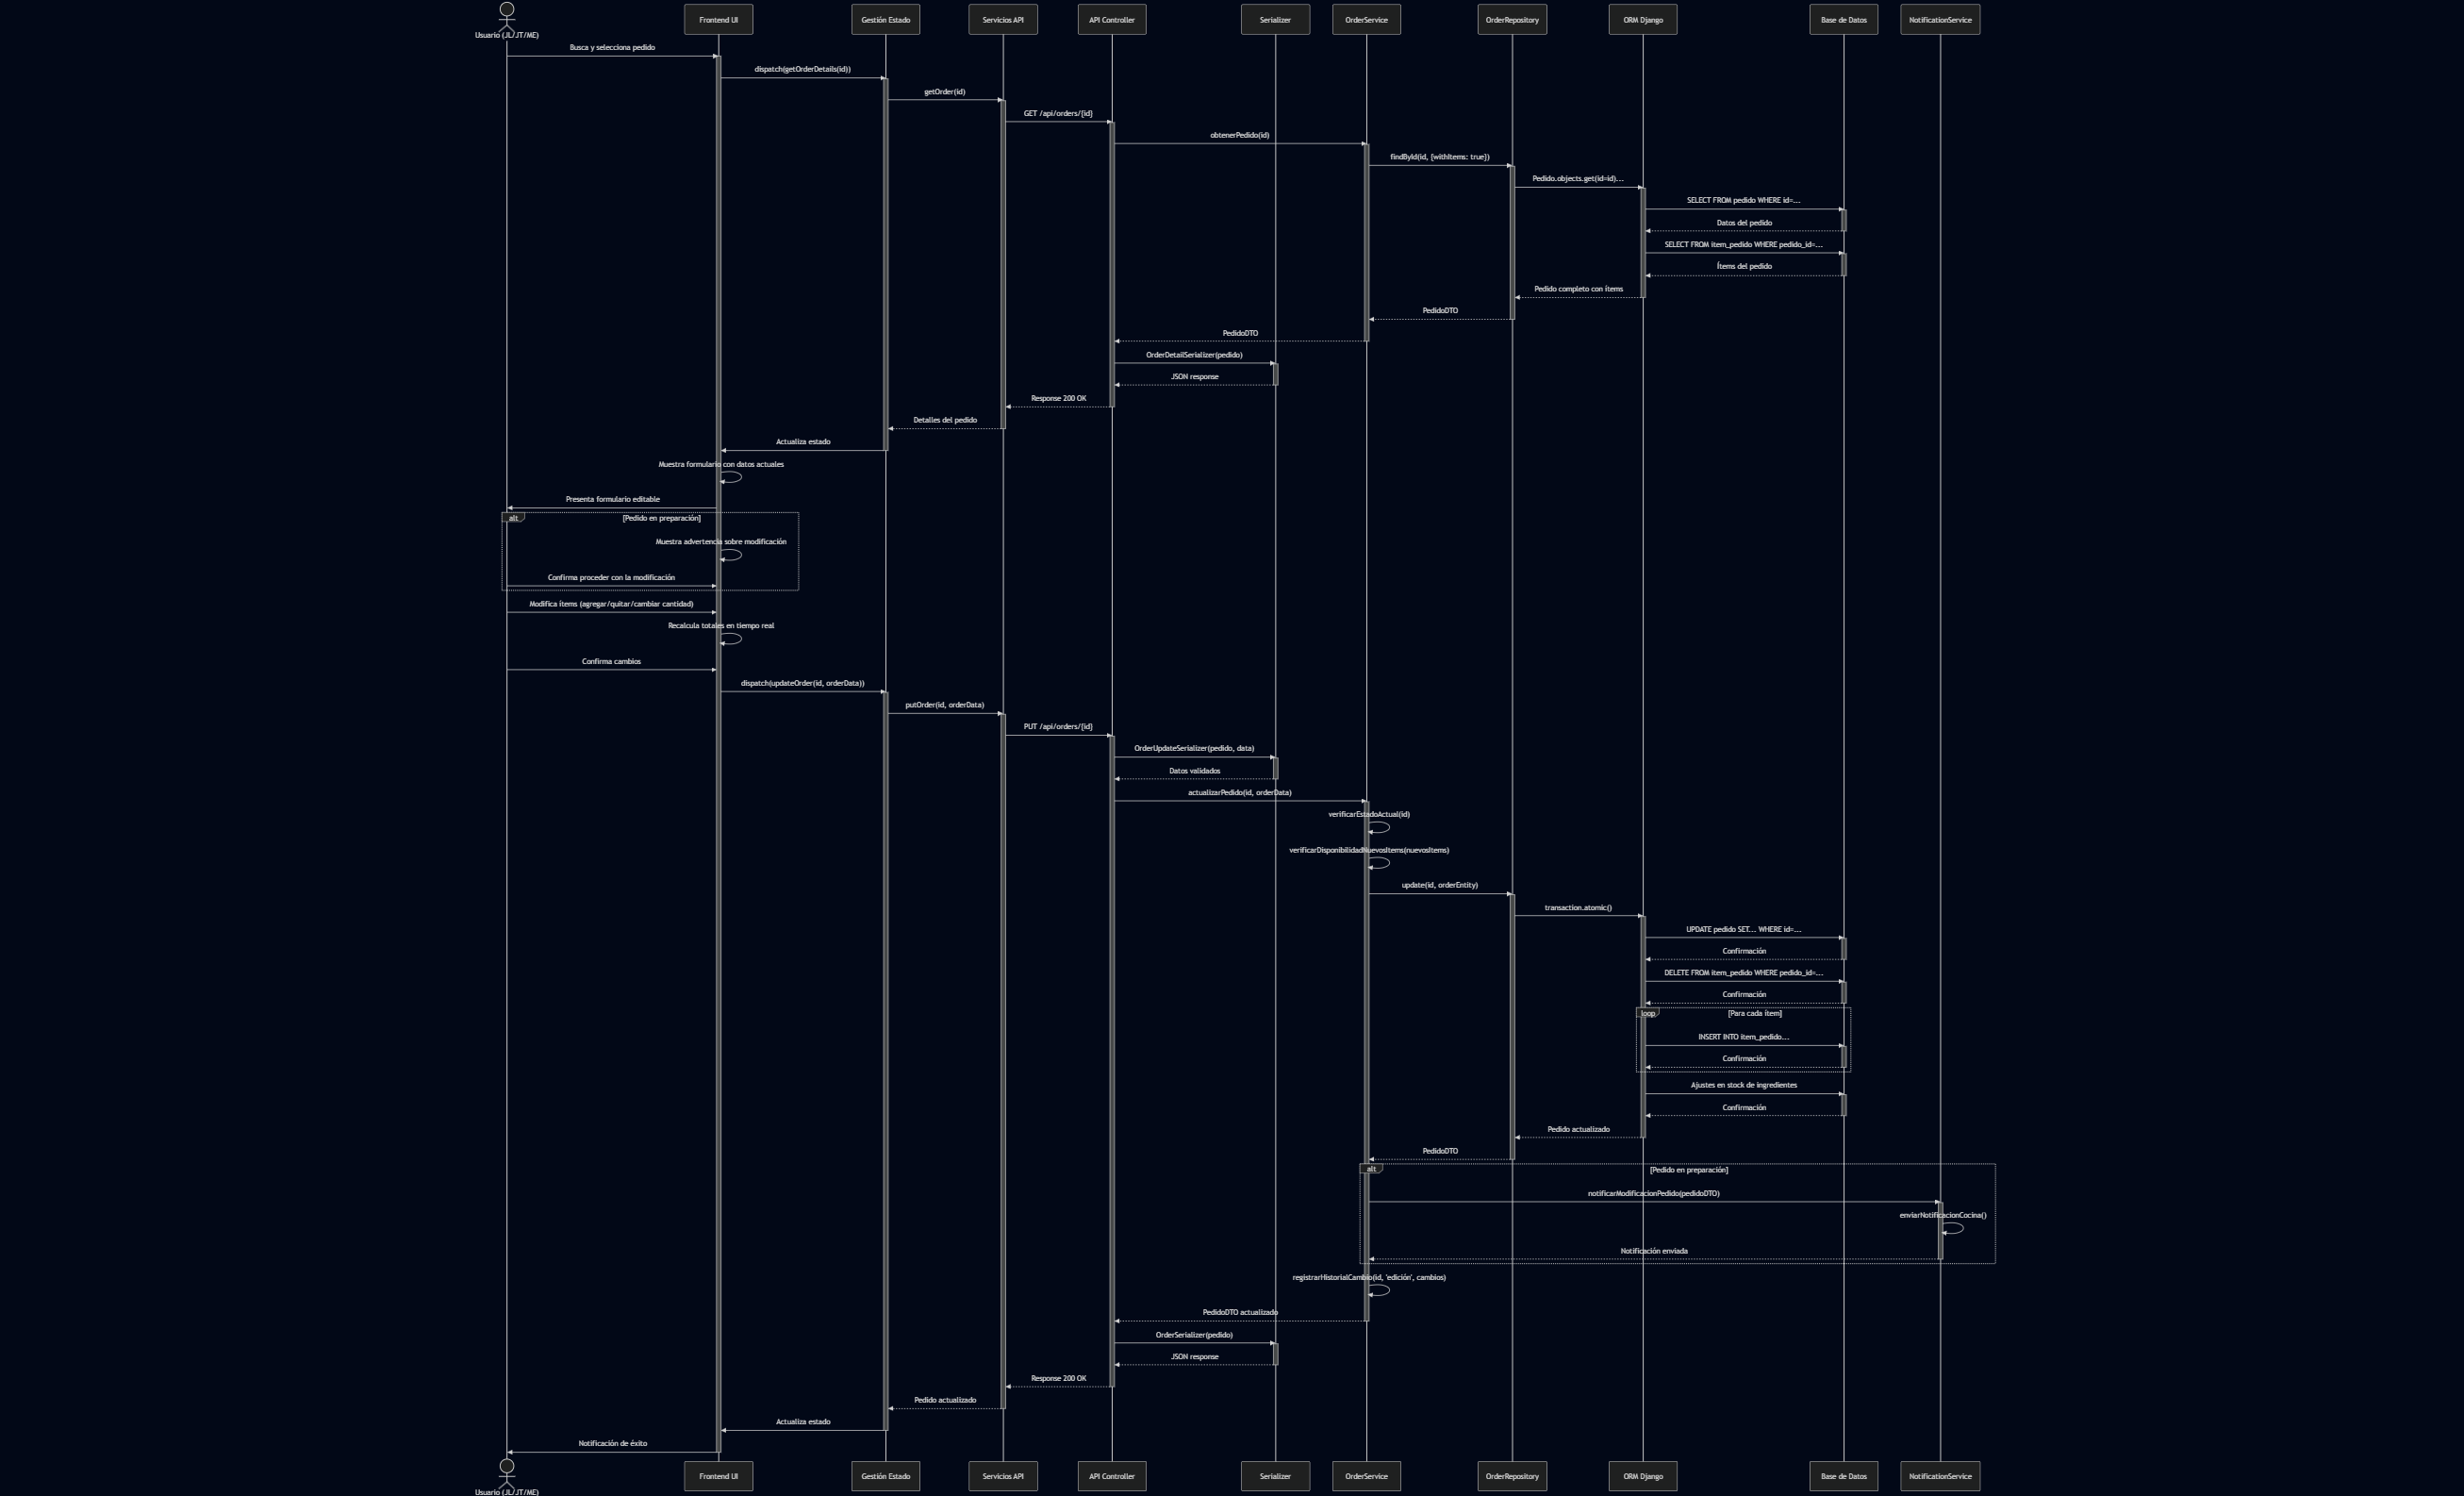 Usuario (JL/JT/ME)
Frontend UI
Gestión Estado
Servicios API
API Controller
Serializer
OrderService
OrderRepository
ORM Django
Base de Datos
NotificationService
Busca y selecciona pedido
dispatch(getOrderDetails(id))
getOrder(id)
GET /api/orders/{id}
obtenerPedido(id)
findById(id, {withItems: true})
Pedido.objects.get(id=id)...
SELECT FROM pedido WHERE id=...
Datos del pedido
SELECT FROM item_pedido WHERE pedido_id=...
Ítems del pedido
Pedido completo con ítems
PedidoDTO
PedidoDTO
OrderDetailSerializer(pedido)
JSON response
Response 200 OK
Detalles del pedido
Actualiza estado
Muestra formulario con datos actuales
Presenta formulario editable
alt
[Pedido en preparación]
Muestra advertencia sobre modificación
Confirma proceder con la modificación
Modifica ítems (agregar/quitar/cambiar cantidad)
Recalcula totales en tiempo real
Confirma cambios
dispatch(updateOrder(id, orderData))
putOrder(id, orderData)
PUT /api/orders/{id}
OrderUpdateSerializer(pedido, data)
Datos validados
actualizarPedido(id, orderData)
verificarEstadoActual(id)
verificarDisponibilidadNuevosItems(nuevosItems)
update(id, orderEntity)
transaction.atomic()
UPDATE pedido SET... WHERE id=...
Confirmación
DELETE FROM item_pedido WHERE pedido_id=...
Confirmación
loop
[Para cada ítem]
INSERT INTO item_pedido...
Confirmación
Ajustes en stock de ingredientes
Confirmación
Pedido actualizado
PedidoDTO
alt
[Pedido en preparación]
notificarModificacionPedido(pedidoDTO)
enviarNotificacionCocina()
Notificación enviada
registrarHistorialCambio(id, 'edición', cambios)
PedidoDTO actualizado
OrderSerializer(pedido)
JSON response
Response 200 OK
Pedido actualizado
Actualiza estado
Notificación de éxito
Usuario (JL/JT/ME)
Frontend UI
Gestión Estado
Servicios API
API Controller
Serializer
OrderService
OrderRepository
ORM Django
Base de Datos
NotificationService